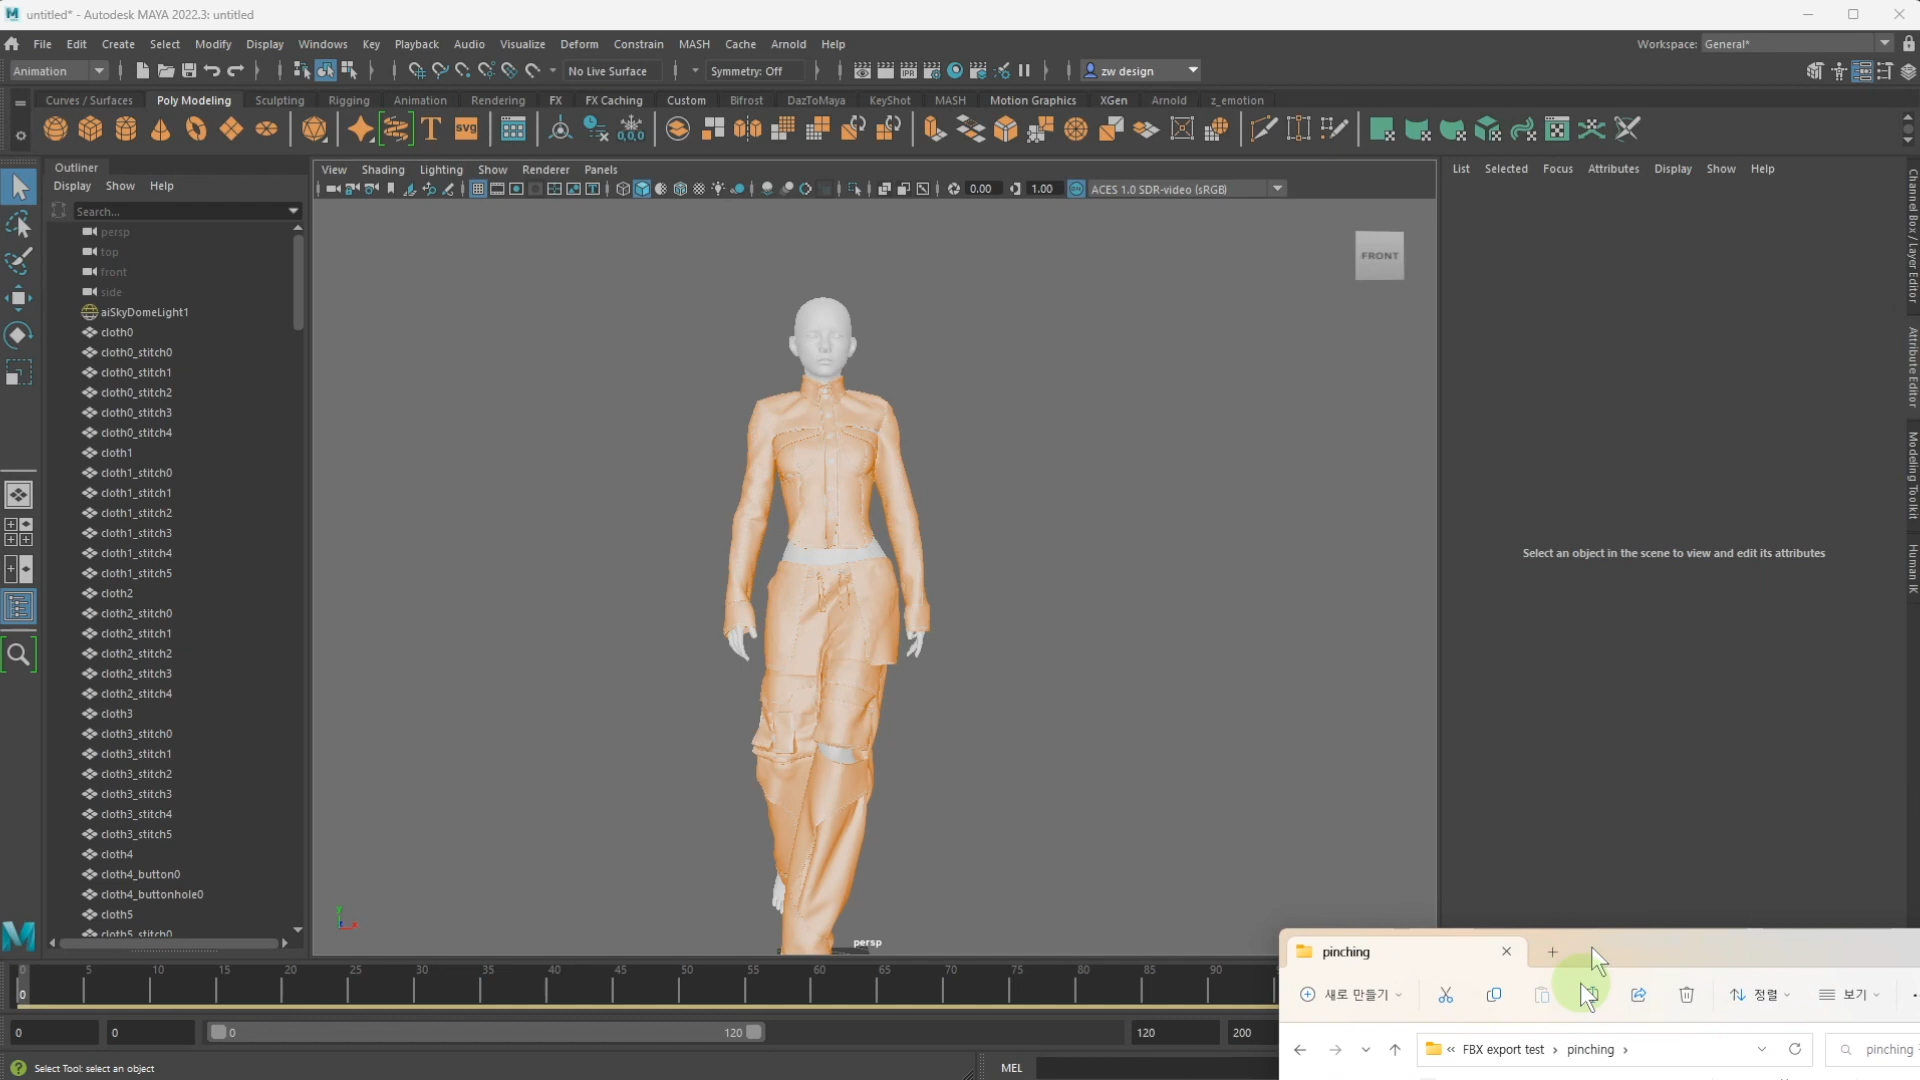 untitled* - Autodesk MAYA 2022.3: untitled
File Edit Create Select Modify Display Windows Key Playback Audio Visualize Deform Constrain MASH Cache Arnold Help
Workspace: General*
Animation
No Live Surface
Symmetry: Off
zw design
Curves / Surfaces Poly Modeling Sculpting Rigging Animation Rendering FX FX Caching Custom Bifrost DazToMaya KeyShot MASH Motion Graphics XGen Arnold z_emotion
Outliner
Display Show Help
Search...
persp
top
front
side
aiSkyDomeLight1
cloth0
cloth0_stitch0
cloth0_stitch1
cloth0_stitch2
cloth0_stitch3
cloth0_stitch4
cloth1
cloth1_stitch0
cloth1_stitch1
cloth1_stitch2
cloth1_stitch3
cloth1_stitch4
cloth1_stitch5
cloth2
cloth2_stitch0
cloth2_stitch1
cloth2_stitch2
cloth2_stitch3
cloth2_stitch4
cloth3
cloth3_stitch0
cloth3_stitch1
cloth3_stitch2
cloth3_stitch3
cloth3_stitch4
cloth3_stitch5
cloth4
cloth4_button0
cloth4_buttonhole0
cloth5
cloth5_stitch0
View Shading Lighting Show Renderer Panels
0.00
1.00
ACES 1.0 SDR-video (sRGB)
FRONT
persp
List Selected Focus Attributes Display Show Help
Select an object in the scene to view and edit its attributes
Channel Box / Layer Editor
Attribute Editor
Modeling Toolkit
Human IK
0 5 10 15 20 25 30 35 40 45 50 55 60 65 70 75 80 85 90
0
0 0 0 120 120 200
Select Tool: select an object
MEL
pinching
새로 만들기
정렬
보기
« FBX export test › pinching ›
pinching